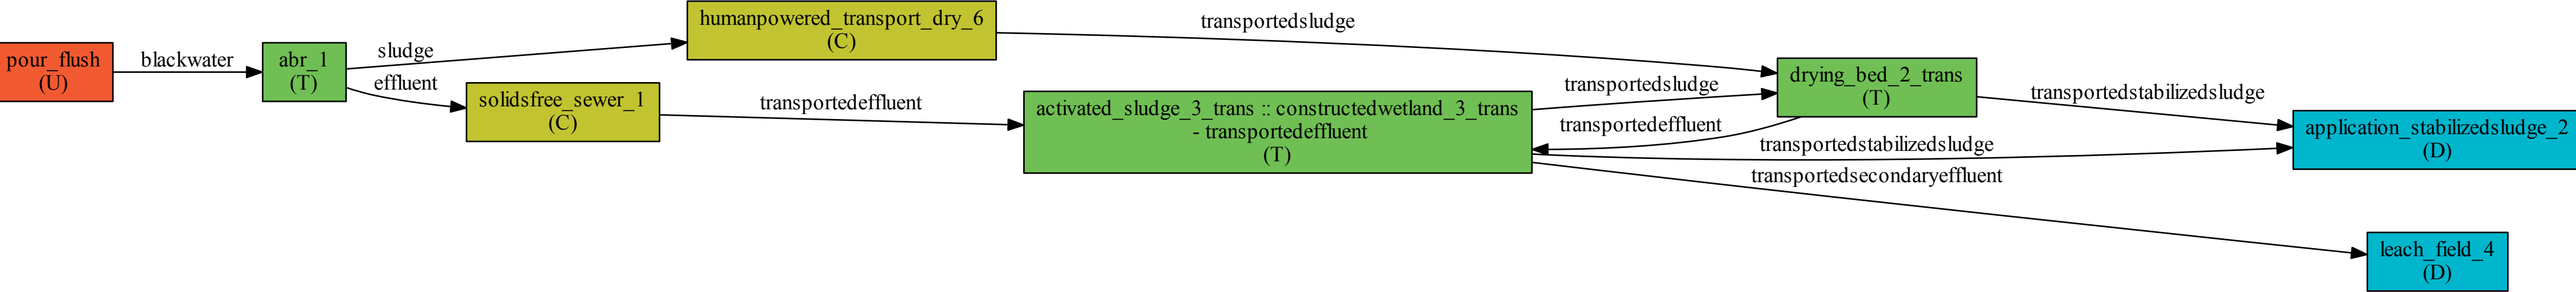 pour_flush
(U)
blackwater
abr_1
(T)
sludge
effluent
humanpowered_transport_dry_6
(C)
solidsfree_sewer_1
(C)
transportedsludge
transportedeffluent
activated_sludge_3_trans :: constructedwetland_3_trans
- transportedeffluent
(T)
transportedsludge
transportedeffluent
transportedstabilizedsludge
transportedsecondaryeffluent
drying_bed_2_trans
(T)
transportedstabilizedsludge
application_stabilizedsludge_2
(D)
leach_field_4
(D)